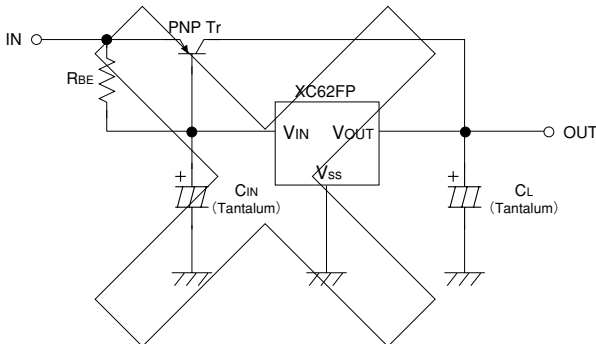 PNP Tr
IN
RBE
XC62FP
VIN
VOUT
OUT
VSS
+
CIN
(Tantalum)
+
CL
(Tantalum)